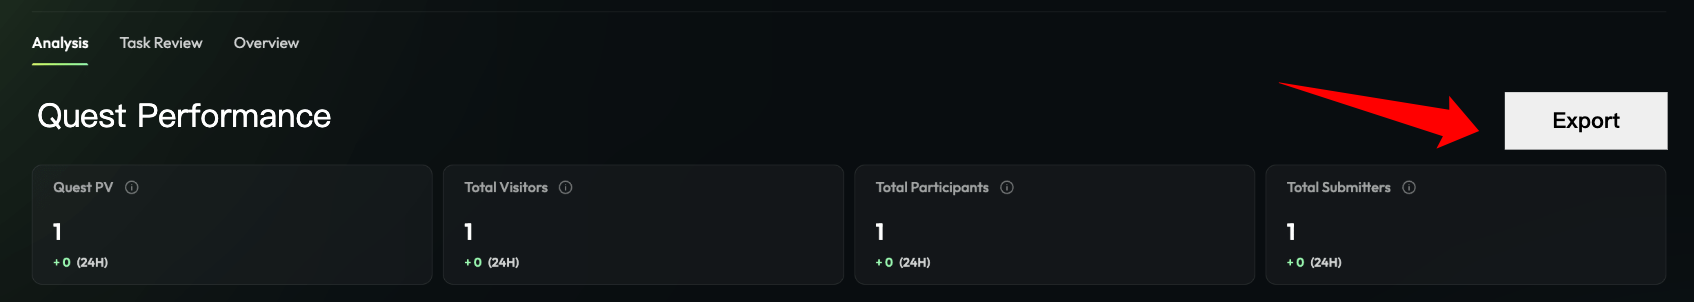 Analysis Task Review Overview
Quest Performance
Export
Quest PV Total Visitors Total Participants Total Submitters
1 1 1 1
+ 0 (24H) + 0 (24H) + 0 (24H) + 0 (24H)